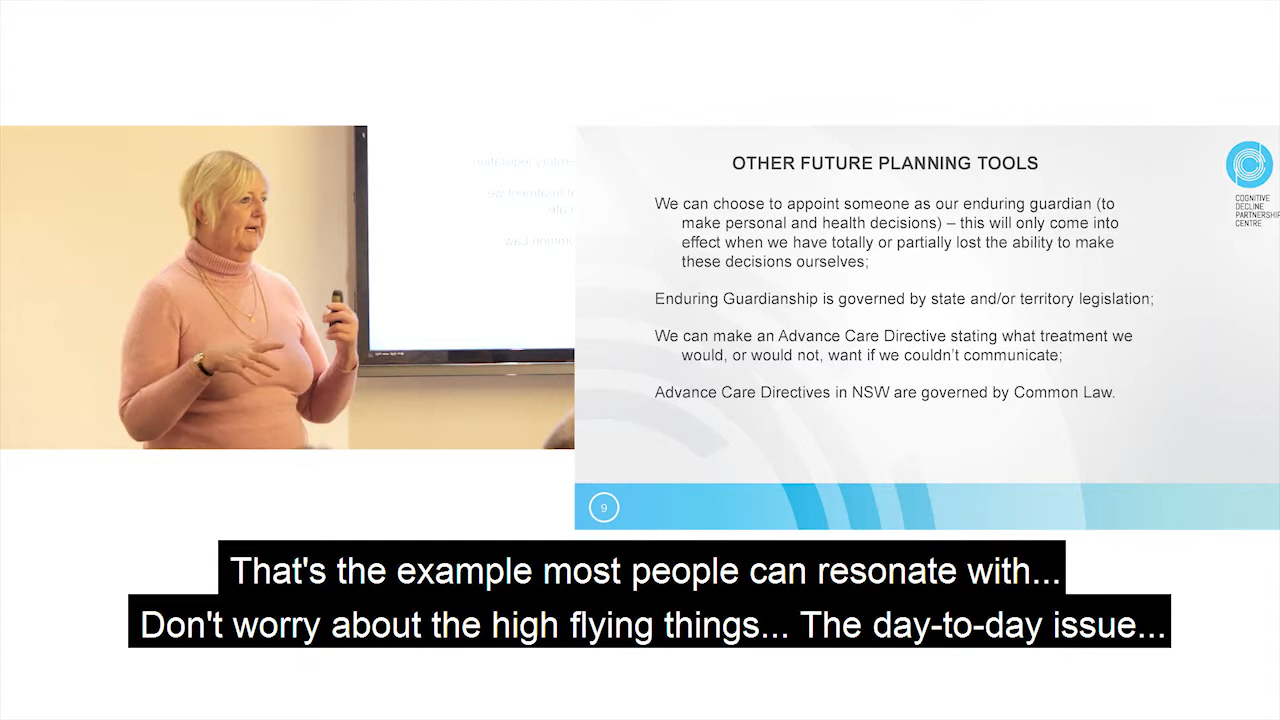 OTHER FUTURE PLANNING TOOLS
We can choose to appoint someone as our enduring guardian (to
make personal and health decisions) – this will only come into
effect when we have totally or partially lost the ability to make
these decisions ourselves;
Enduring Guardianship is governed by state and/or territory legislation;
We can make an Advance Care Directive stating what treatment we
would, or would not, want if we couldn’t communicate;
Advance Care Directives in NSW are governed by Common Law.
COGNITIVE
DECLINE
PARTNERSHIP
CENTRE
9
That's the example most people can resonate with...
Don't worry about the high flying things... The day-to-day issue...